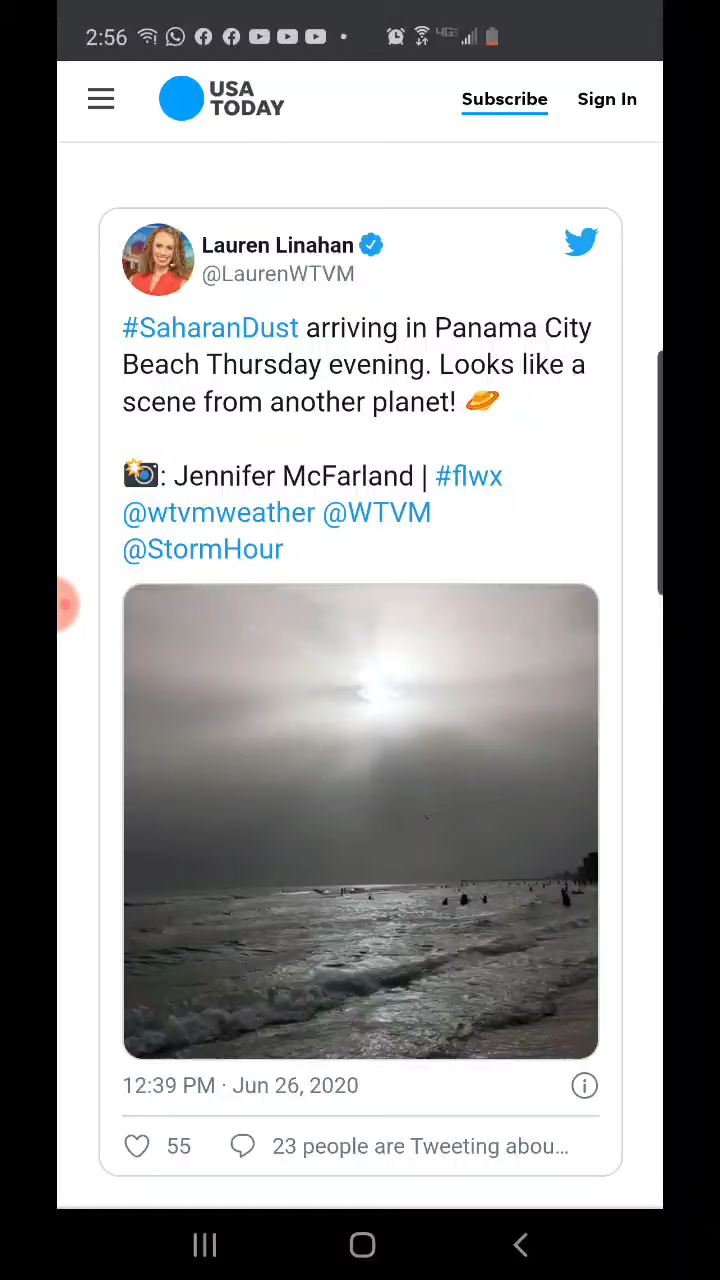 2:56
USA
TODAY
Subscribe
Sign In
Lauren Linahan
@LaurenWTVM
#SaharanDust arriving in Panama City
Beach Thursday evening. Looks like a
scene from another planet! 🪐
📸: Jennifer McFarland | #flwx
@wtvmweather @WTVM
@StormHour
12:39 PM · Jun 26, 2020
55
23 people are Tweeting abou...